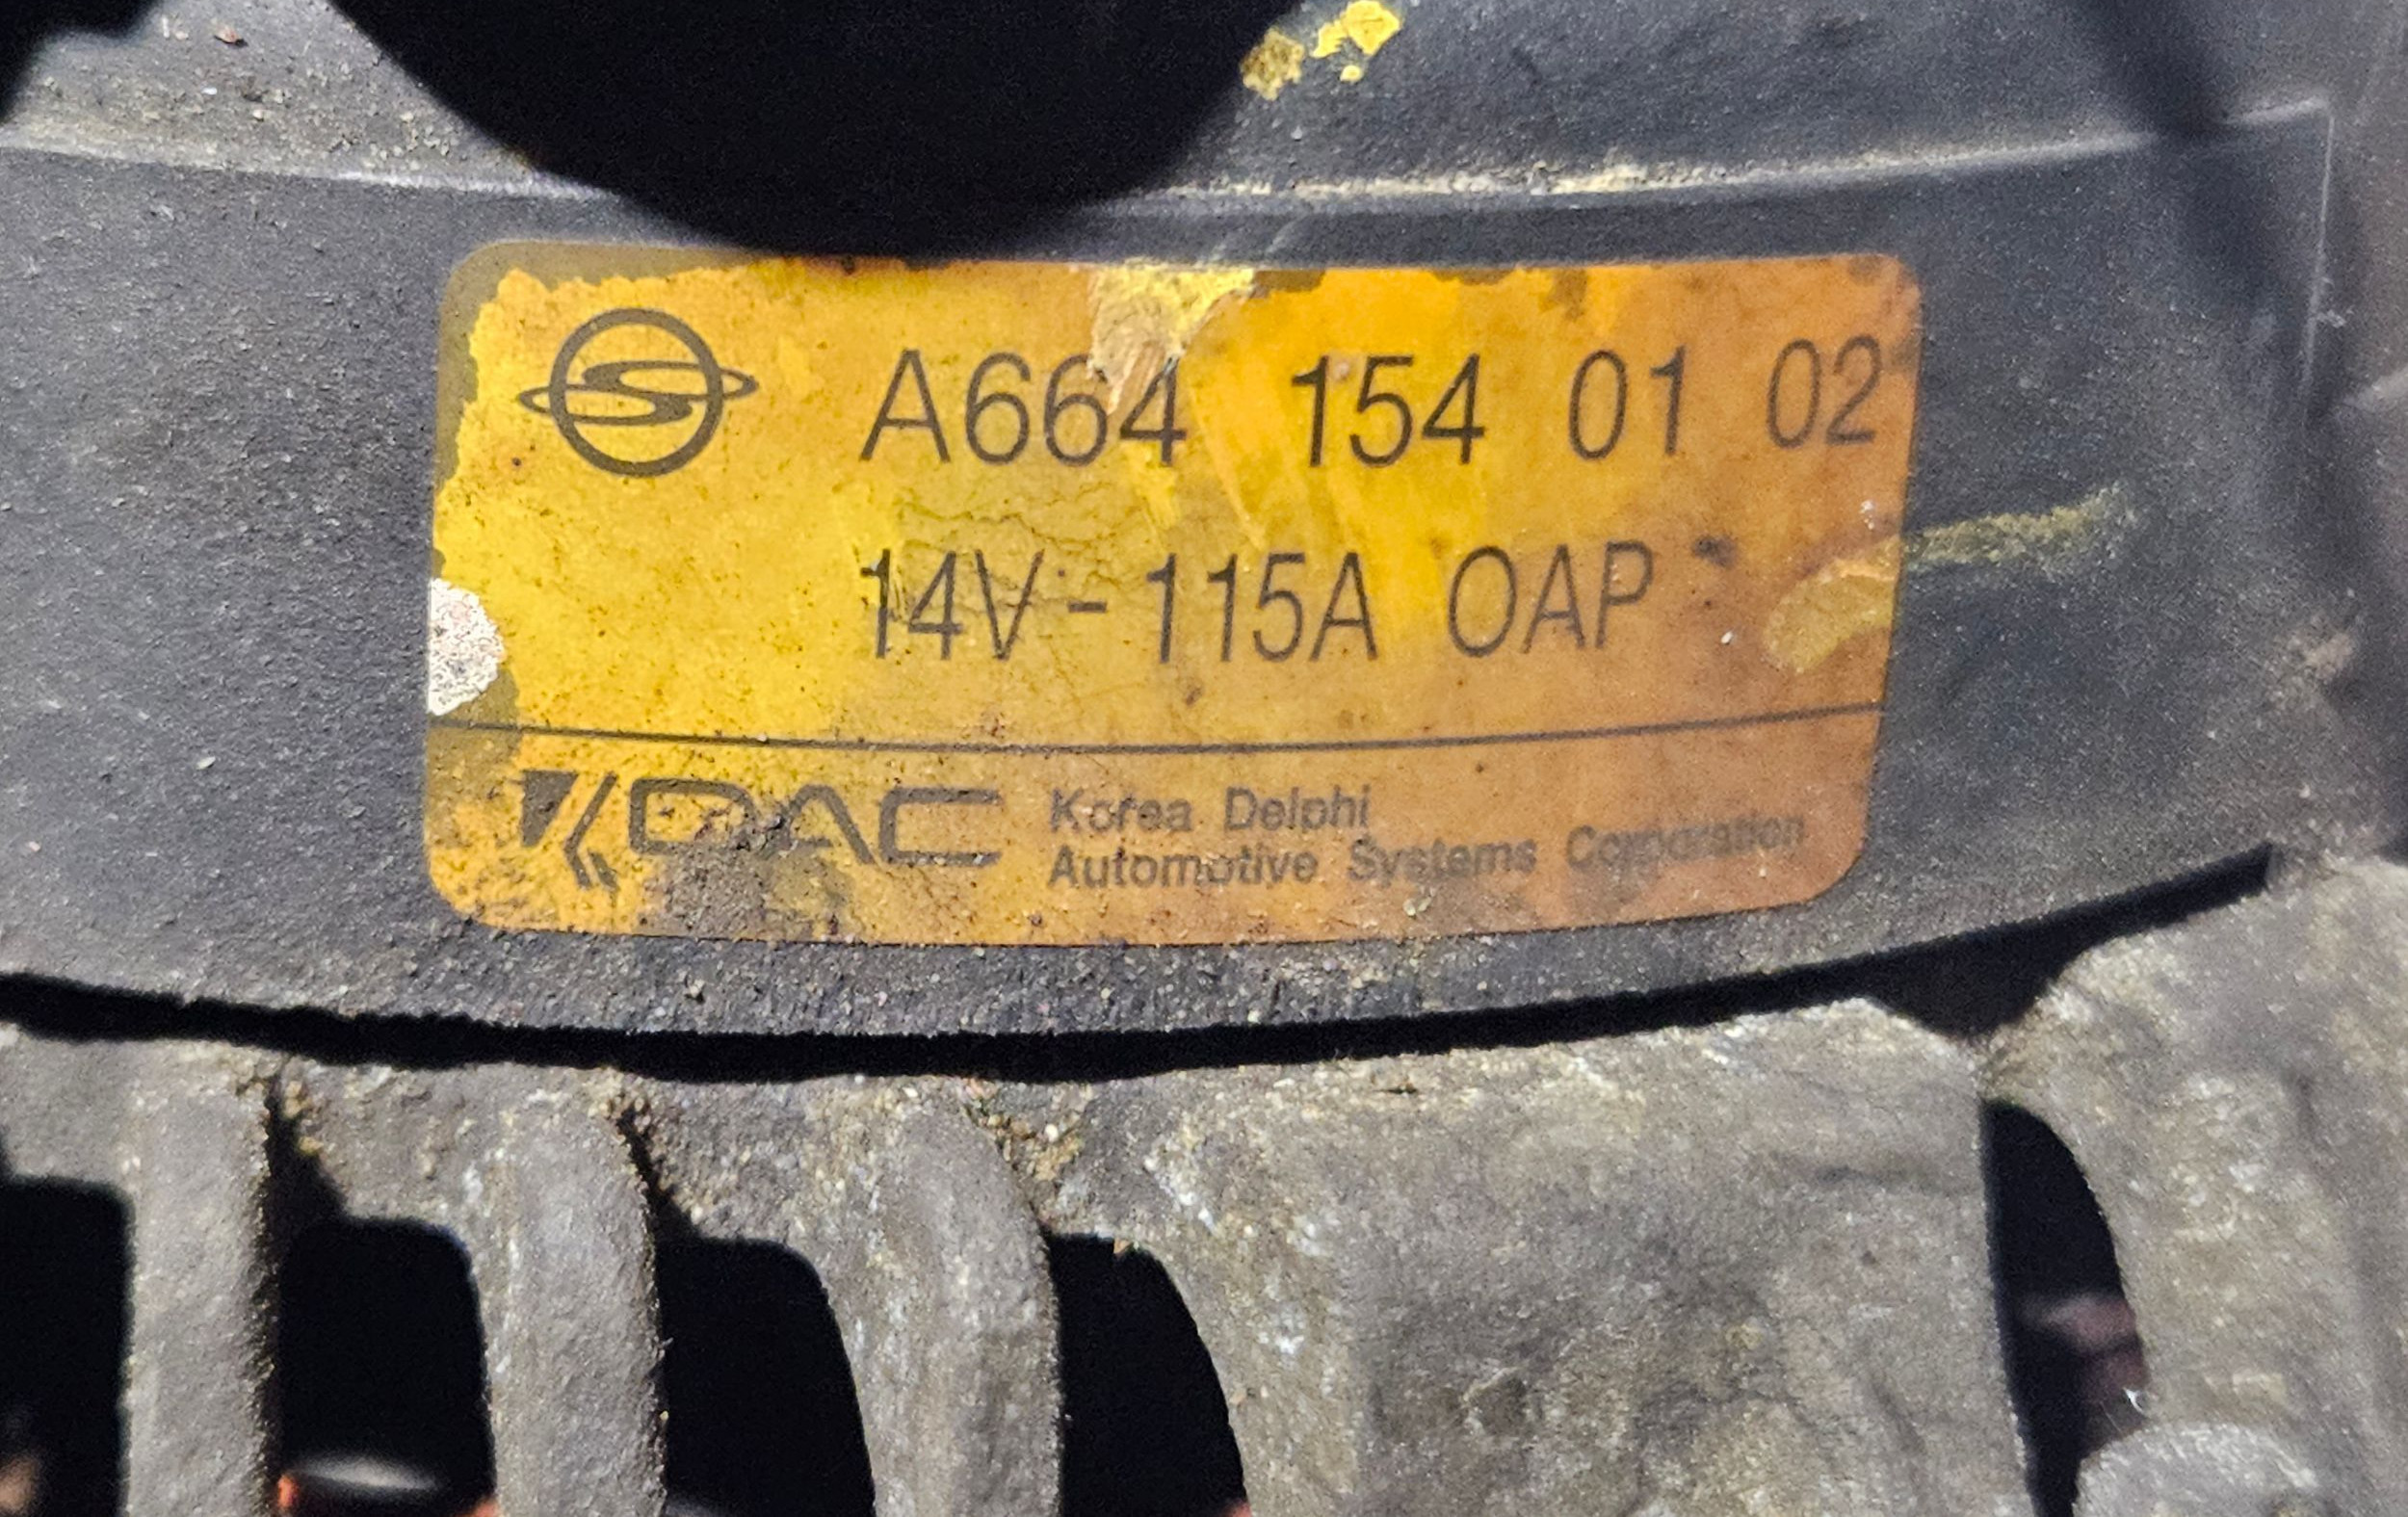 A664 154 01 02
14V - 115A OAP
KDAC
Korea Delphi
Automotive Systems Corporation